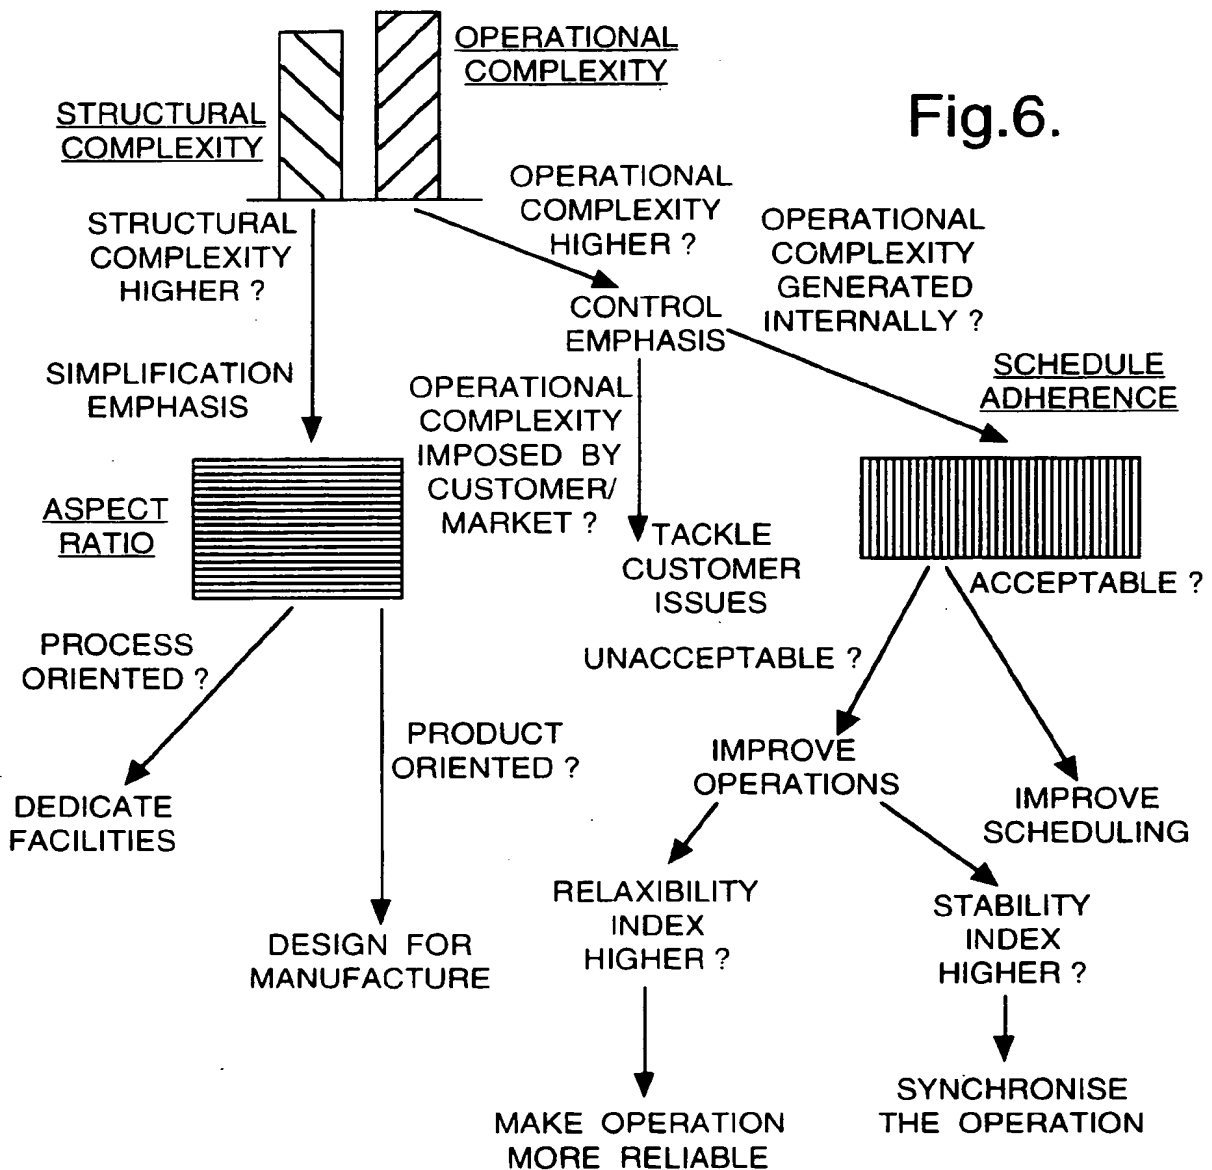 OPERATIONAL
COMPLEXITY
STRUCTURAL
COMPLEXITY
Fig.6.
STRUCTURAL
COMPLEXITY
HIGHER ?
OPERATIONAL
COMPLEXITY
HIGHER ?
OPERATIONAL
COMPLEXITY
GENERATED
INTERNALLY ?
CONTROL
EMPHASIS
SIMPLIFICATION
EMPHASIS
OPERATIONAL
COMPLEXITY
IMPOSED BY
CUSTOMER/
MARKET ?
SCHEDULE
ADHERENCE
ASPECT
RATIO
TACKLE
CUSTOMER
ISSUES
ACCEPTABLE ?
PROCESS
ORIENTED ?
UNACCEPTABLE ?
PRODUCT
ORIENTED ?
IMPROVE
OPERATIONS
DEDICATE
FACILITIES
IMPROVE
SCHEDULING
RELAXIBILITY
INDEX
HIGHER ?
STABILITY
INDEX
HIGHER ?
DESIGN FOR
MANUFACTURE
MAKE OPERATION
MORE RELIABLE
SYNCHRONISE
THE OPERATION